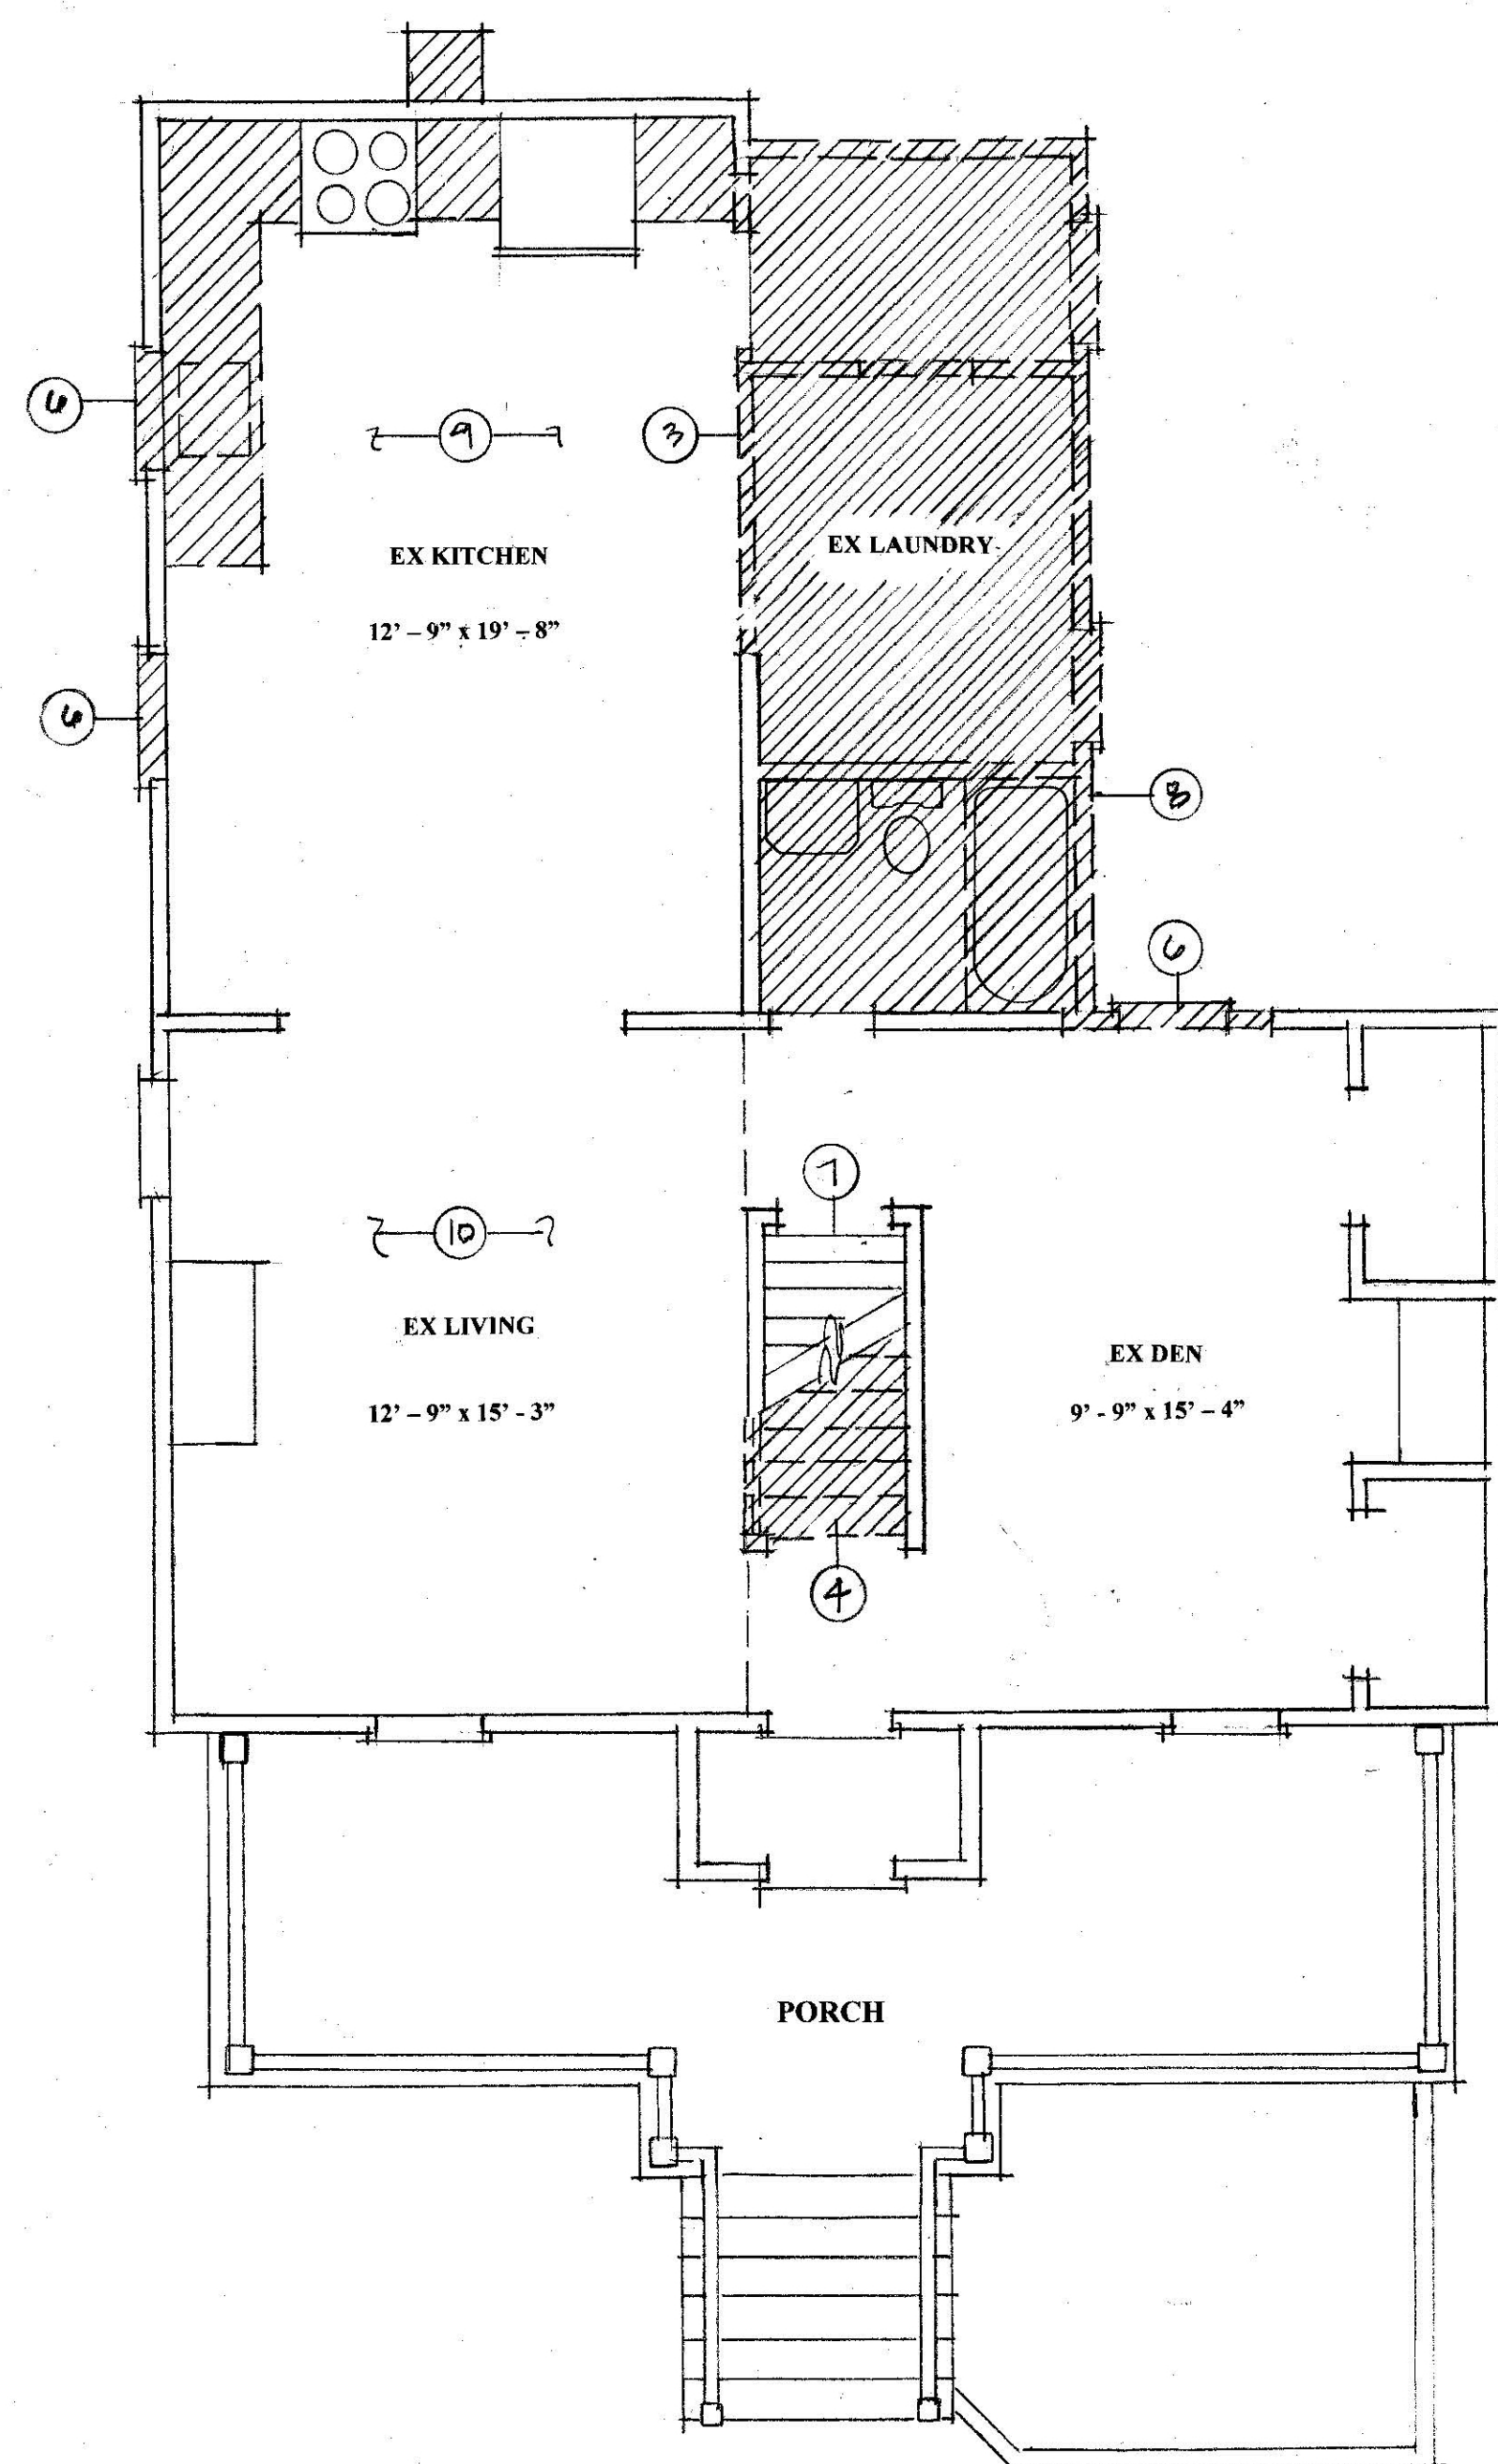 6
9
3
EX KITCHEN
EX LAUNDRY
12’ – 9” x 19’ – 8”
6
3
6
7
10
EX LIVING
EX DEN
12’ – 9” x 15’ - 3”
9’ - 9” x 15’ – 4”
4
PORCH